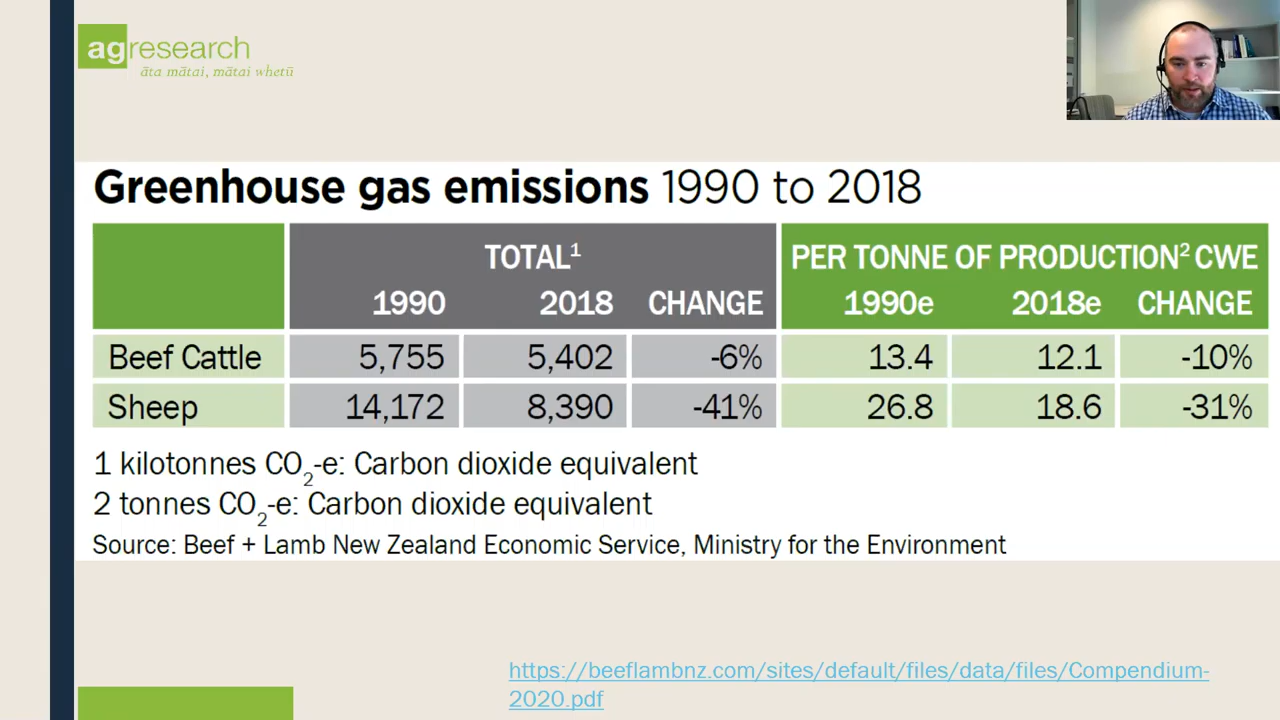 agresearch
āta mātai, mātai whetū
Greenhouse gas emissions 1990 to 2018
TOTAL1 PER TONNE OF PRODUCTION2 CWE
1990 2018 CHANGE 1990e 2018e CHANGE
Beef Cattle 5,755 5,402 -6% 13.4 12.1 -10%
Sheep 14,172 8,390 -41% 26.8 18.6 -31%
1 kilotonnes CO2-e: Carbon dioxide equivalent
2 tonnes CO2-e: Carbon dioxide equivalent
Source: Beef + Lamb New Zealand Economic Service, Ministry for the Environment
https://beeflambnz.com/sites/default/files/data/files/Compendium-
2020.pdf